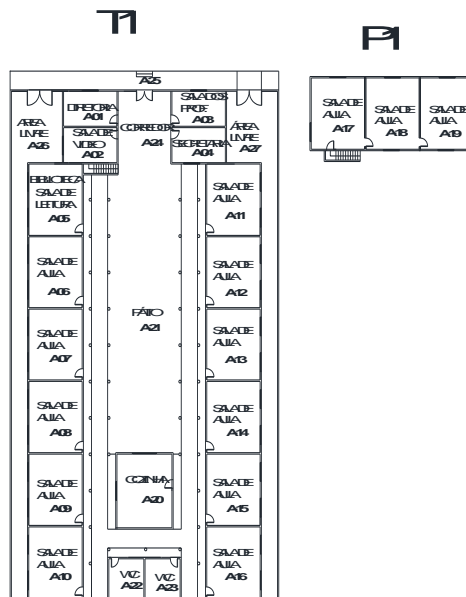 T1
P1
A25
DIRETORIA
A01
SALA DOS
PROF
A03
CORREDOR
A24
ÁREA
LIVRE
A26
SALA DE
VIDEO
A02
SECRETARIA
A04
ÁREA
LIVRE
A27
SALA DE
AULA
A17
SALA DE
AULA
A18
SALA DE
AULA
A19
BIBLIOTECA
SALA DE
LEITURA
A05
SALA DE
AULA
A11
SALA DE
AULA
A06
SALA DE
AULA
A12
PÁTIO
A21
SALA DE
AULA
A07
SALA DE
AULA
A13
SALA DE
AULA
A08
SALA DE
AULA
A14
SALA DE
AULA
A09
COZINHA
A20
SALA DE
AULA
A15
SALA DE
AULA
A10
WC
A22
WC
A23
SALA DE
AULA
A16